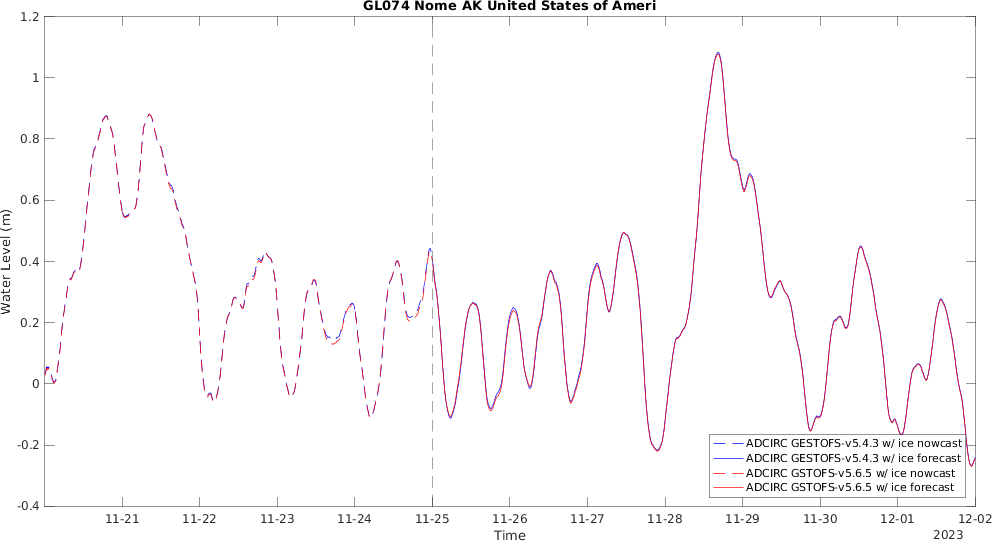 GL074 Nome AK United States of Ameri
1.2
1
0.8
0.6
0.4
0.2
0
-0.2
-0.4
Water Level (m)
ADCIRC GESTOFS-v5.4.3 w/ ice nowcast
ADCIRC GESTOFS-v5.4.3 w/ ice forecast
ADCIRC GSTOFS-v5.6.5 w/ ice nowcast
ADCIRC GSTOFS-v5.6.5 w/ ice forecast
11-21 11-22 11-23 11-24 11-25 11-26 11-27 11-28 11-29 11-30 12-01 12-02
Time
2023